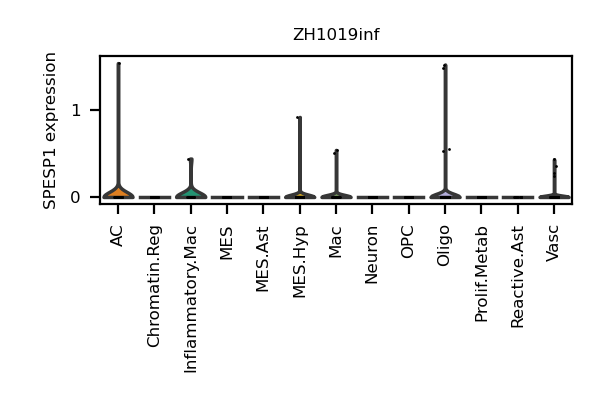 ZH1019inf
SPESP1 expression
1
0
AC
Chromatin.Reg
Inflammatory.Mac
MES
MES.Ast
MES.Hyp
Mac
Neuron
OPC
Oligo
Prolif.Metab
Reactive.Ast
Vasc